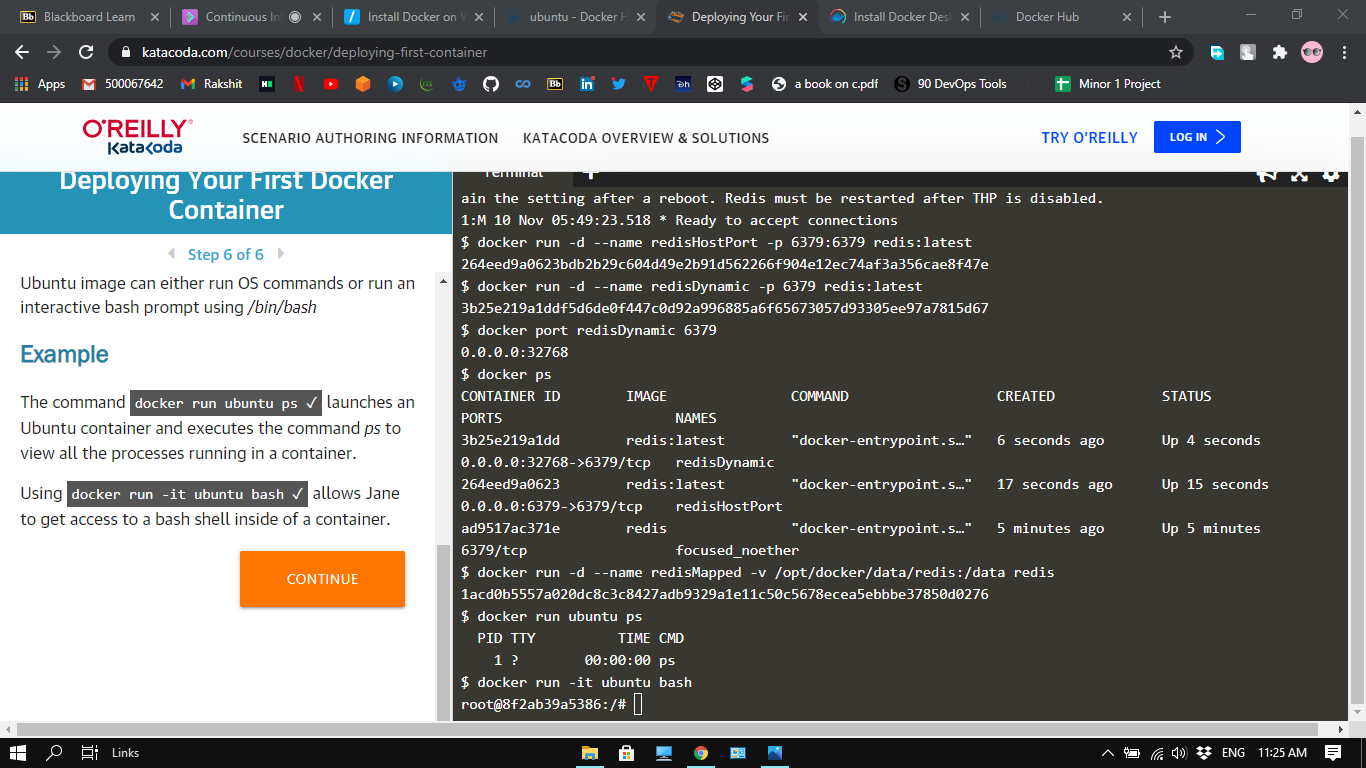 Blackboard Learn
Continuous In
Install Docker on W
ubuntu - Docker H
Deploying Your Fir
Install Docker Desk
Docker Hub
katacoda.com/courses/docker/deploying-first-container
Apps
500067642
Rakshit
a book on c.pdf
90 DevOps Tools
Minor 1 Project
O'REILLY®
Katacoda
SCENARIO AUTHORING INFORMATION
KATACODA OVERVIEW & SOLUTIONS
TRY O'REILLY
LOG IN
Deploying Your First Docker
Container
Step 6 of 6
Ubuntu image can either run OS commands or run an
interactive bash prompt using /bin/bash
Example
The command docker run ubuntu ps ✓ launches an
Ubuntu container and executes the command ps to
view all the processes running in a container.
Using docker run -it ubuntu bash ✓ allows Jane
to get access to a bash shell inside of a container.
CONTINUE
Terminal +
ain the setting after a reboot. Redis must be restarted after THP is disabled.
1:M 10 Nov 05:49:23.518 * Ready to accept connections
$ docker run -d --name redisHostPort -p 6379:6379 redis:latest
264eed9a0623bdb2b29c604d49e2b91d562266f904e12ec74af3a356cae8f47e
$ docker run -d --name redisDynamic -p 6379 redis:latest
3b25e219a1ddf5d6de0f447c0d92a996885a6f65673057d93305ee97a7815d67
$ docker port redisDynamic 6379
0.0.0.0:32768
$ docker ps
CONTAINER ID IMAGE COMMAND CREATED STATUS
PORTS NAMES
3b25e219a1dd redis:latest "docker-entrypoint.s…" 6 seconds ago Up 4 seconds
0.0.0.0:32768->6379/tcp redisDynamic
264eed9a0623 redis:latest "docker-entrypoint.s…" 17 seconds ago Up 15 seconds
0.0.0.0:6379->6379/tcp redisHostPort
ad9517ac371e redis "docker-entrypoint.s…" 5 minutes ago Up 5 minutes
6379/tcp focused_noether
$ docker run -d --name redisMapped -v /opt/docker/data/redis:/data redis
1acd0b5557a020dc8c3c8427adb9329a1e11c50c5678ecea5ebbbe37850d0276
$ docker run ubuntu ps
PID TTY TIME CMD
1 ? 00:00:00 ps
$ docker run -it ubuntu bash
root@8f2ab39a5386:/#
Links
ENG
11:25 AM